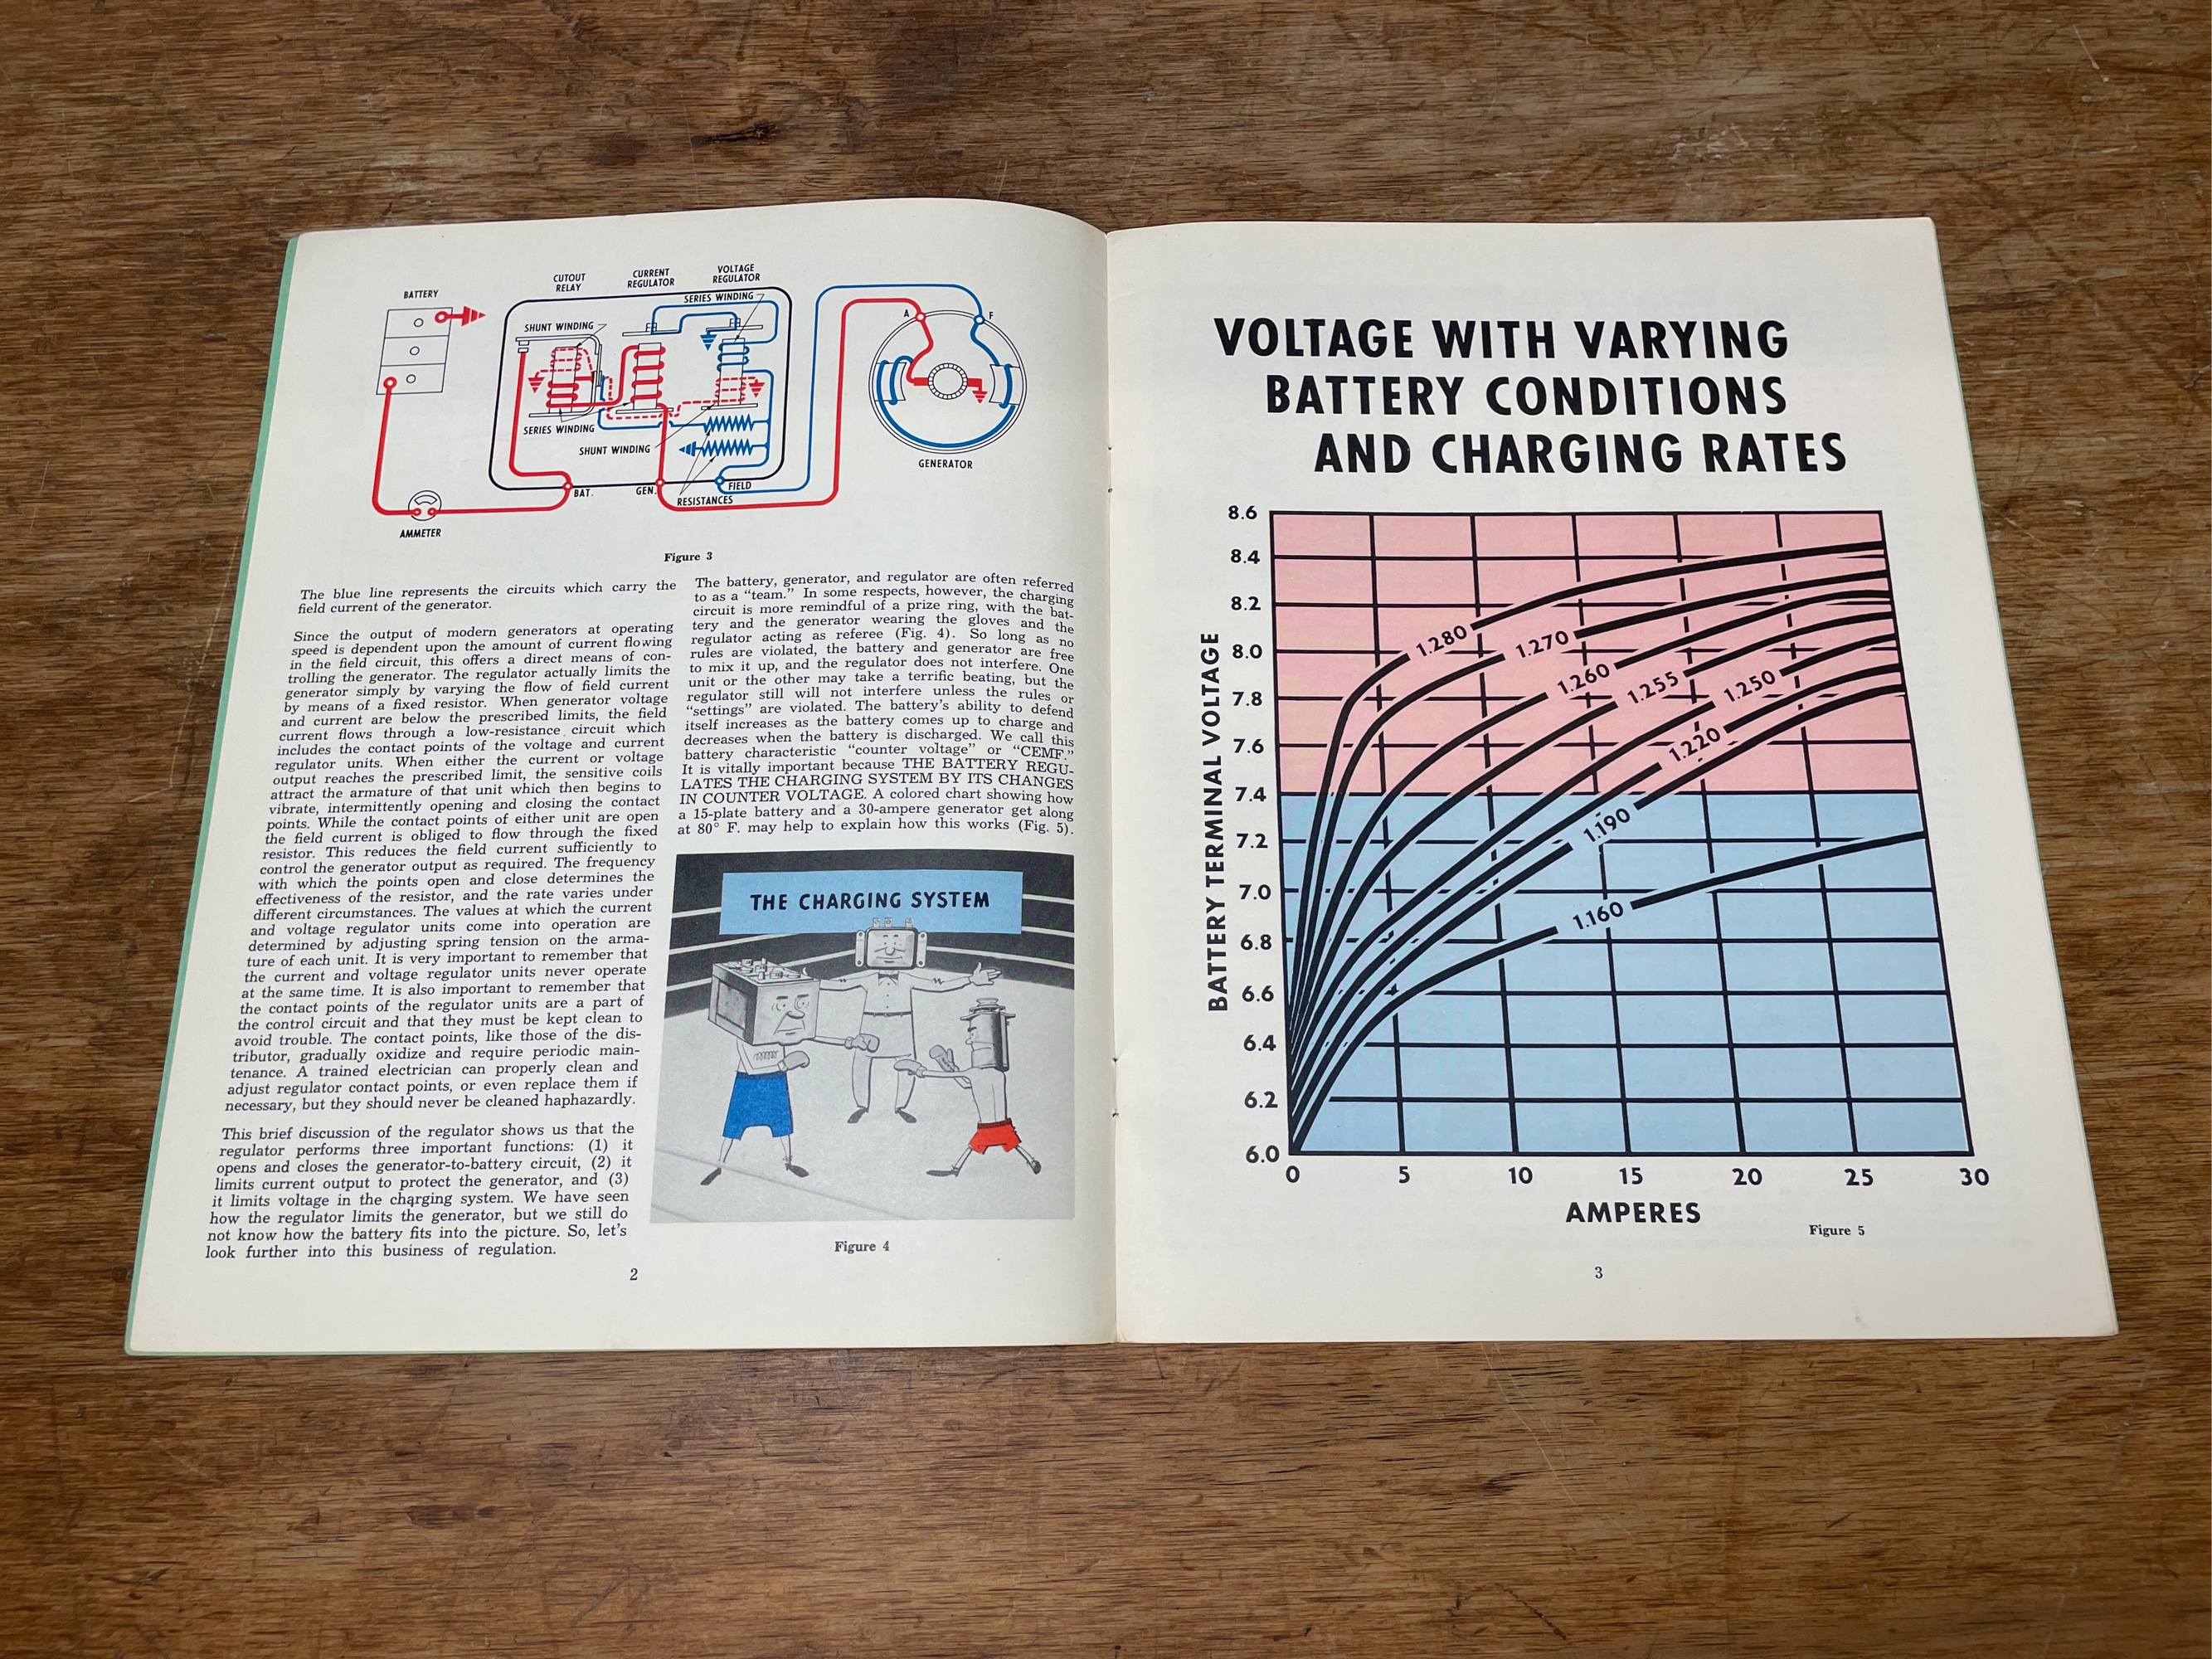 BATTERY
CUTOUT
RELAY
CURRENT
REGULATOR
VOLTAGE
REGULATOR
SERIES WINDING
SHUNT WINDING
A
F
SERIES WINDING
SHUNT WINDING
GENERATOR
BAT.
GEN.
FIELD
RESISTANCES
AMMETER
Figure 3
The blue line represents the circuits which carry the
field current of the generator.
Since the output of modern generators at operating
speed is dependent upon the amount of current flowing
in the field circuit, this offers a direct means of con-
trolling the generator. The regulator actually limits the
generator simply by varying the flow of field current
by means of a fixed resistor. When generator voltage
and current are below the prescribed limits, the field
current flows through a low-resistance circuit which
includes the contact points of the voltage and current
regulator units. When either the current or voltage
output reaches the prescribed limit, the sensitive coils
attract the armature of that unit which then begins to
vibrate, intermittently opening and closing the contact
points. While the contact points of either unit are open
the field current is obliged to flow through the fixed
resistor. This reduces the field current sufficiently to
control the generator output as required. The frequency
with which the points open and close determines the
effectiveness of the resistor, and the rate varies under
different circumstances. The values at which the current
and voltage regulator units come into operation are
determined by adjusting spring tension on the arma-
ture of each unit. It is very important to remember that
the current and voltage regulator units never operate
at the same time. It is also important to remember that
the contact points of the regulator units are a part of
the control circuit and that they must be kept clean to
avoid trouble. The contact points, like those of the dis-
tributor, gradually oxidize and require periodic main-
tenance. A trained electrician can properly clean and
adjust regulator contact points, or even replace them if
necessary, but they should never be cleaned haphazardly.
This brief discussion of the regulator shows us that the
regulator performs three important functions: (1) it
opens and closes the generator-to-battery circuit, (2) it
limits current output to protect the generator, and (3)
it limits voltage in the charging system. We have seen
how the regulator limits the generator, but we still do
not know how the battery fits into the picture. So, let's
look further into this business of regulation.
The battery, generator, and regulator are often referred
to as a "team." In some respects, however, the charging
circuit is more remindful of a prize ring, with the bat-
tery and the generator wearing the gloves and the
regulator acting as referee (Fig. 4). So long as no
rules are violated, the battery and generator are free
to mix it up, and the regulator does not interfere. One
unit or the other may take a terrific beating, but the
regulator still will not interfere unless the rules or
"settings" are violated. The battery's ability to defend
itself increases as the battery comes up to charge and
decreases when the battery is discharged. We call this
battery characteristic "counter voltage" or "CEMF."
It is vitally important because THE BATTERY REGU-
LATES THE CHARGING SYSTEM BY ITS CHANGES
IN COUNTER VOLTAGE. A colored chart showing how
a 15-plate battery and a 30-ampere generator get along
at 80° F. may help to explain how this works (Fig. 5).
THE CHARGING SYSTEM
Figure 4
2
VOLTAGE WITH VARYING
BATTERY CONDITIONS
AND CHARGING RATES
BATTERY TERMINAL VOLTAGE
8.6
8.4
8.2
8.0
7.8
7.6
7.4
7.2
7.0
6.8
6.6
6.4
6.2
6.0
1.280
1.270
1.260
1.255
1.250
1.220
1.190
1.160
0 5 10 15 20 25 30
AMPERES
Figure 5
3